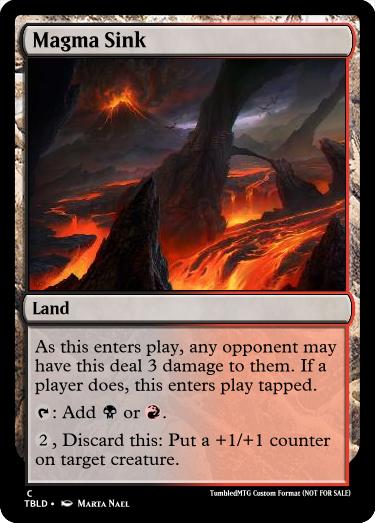 Magma Sink
Land
As this enters play, any opponent may
have this deal 3 damage to them. If a
player does, this enters play tapped.
: Add or .
2 , Discard this: Put a +1/+1 counter
on target creature.
C
TBLD • Marta Nael
TumbledMTG Custom Format (NOT FOR SALE)